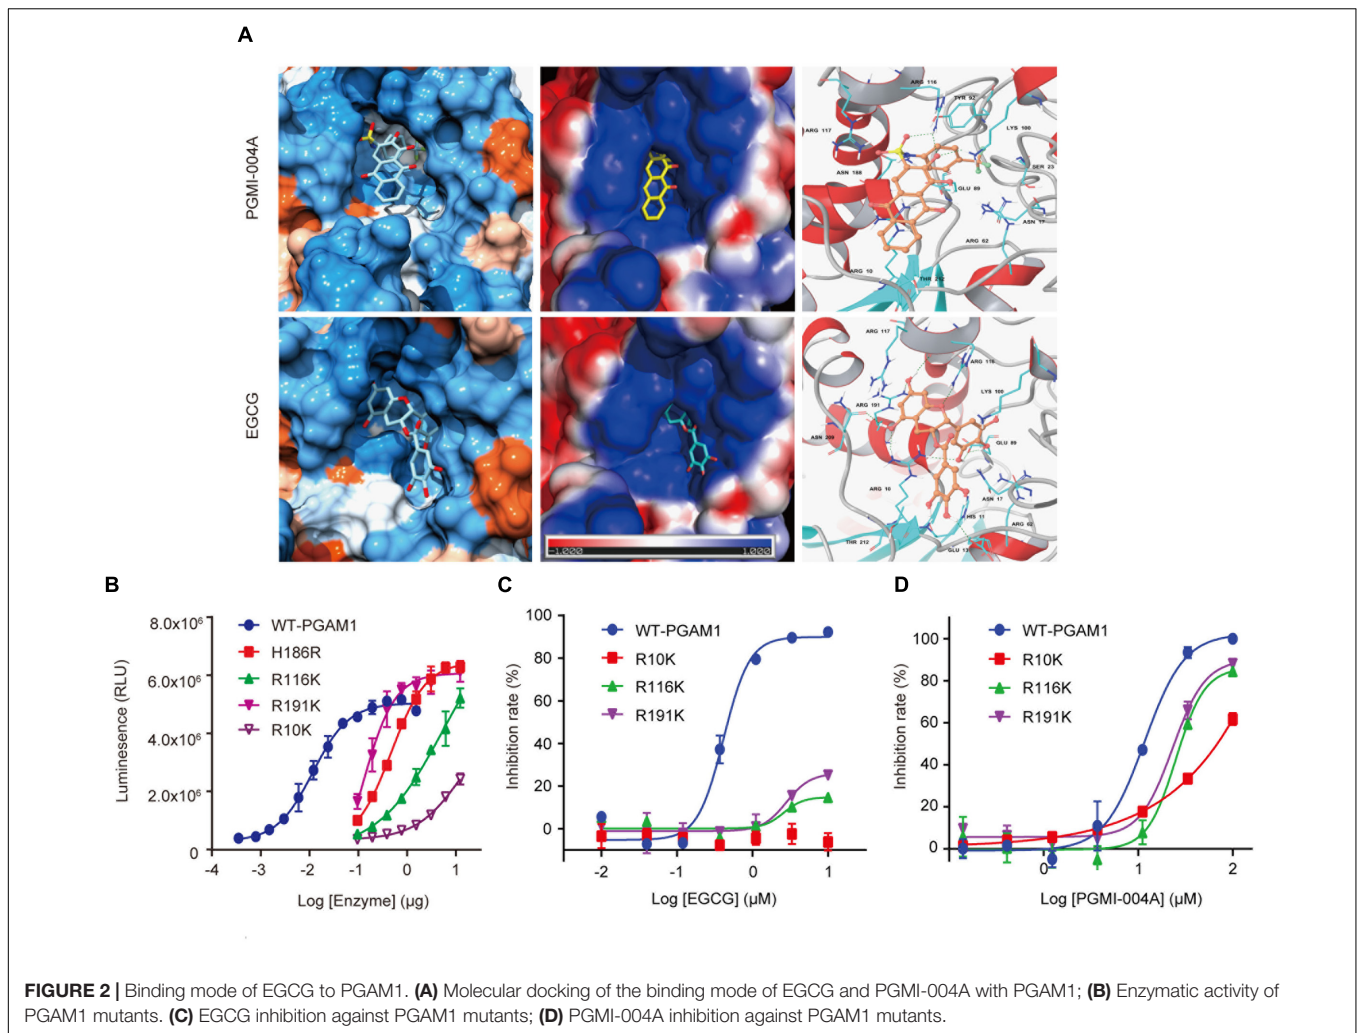 A
PGMI-004A
ARG 116
TYR 92
ARG 117
LYS 100
SER 23
ASN 188
GLU 89
ASN 17
ARG 62
ARG 10
THR 212
EGCG
ARG 117
ARG 116
LYS 100
ARG 191
ASN 209
GLU 89
ARG 10
ASN 17
HIS 11
ARG 62
THR 212
GLU 13
-1.000 1.000
B
8.0x10⁶
6.0x10⁶
4.0x10⁶
2.0x10⁶
0
Luminesence (RLU)
WT-PGAM1
H186R
R116K
R191K
R10K
-4 -3 -2 -1 0 1
Log [Enzyme] (µg)
C
100
80
60
40
20
0
Inhibition rate (%)
WT-PGAM1
R10K
R116K
R191K
-2 -1 0 1
Log [EGCG] (µM)
D
100
80
60
40
20
0
Inhibition rate (%)
WT-PGAM1
R10K
R116K
R191K
0 1 2
Log [PGMI-004A] (µM)
FIGURE 2 | Binding mode of EGCG to PGAM1. (A) Molecular docking of the binding mode of EGCG and PGMI-004A with PGAM1; (B) Enzymatic activity of
PGAM1 mutants. (C) EGCG inhibition against PGAM1 mutants; (D) PGMI-004A inhibition against PGAM1 mutants.